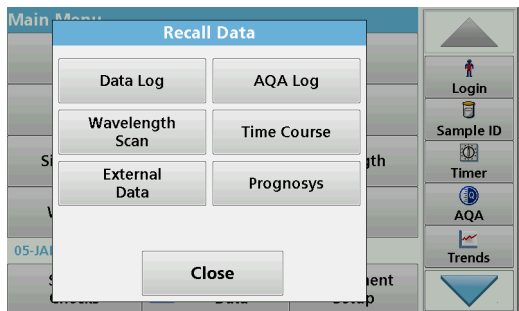 Main Menu
Recall Data
Data Log
AQA Log
Wavelength
Scan
Time Course
External
Data
Prognosys
Close
Login
Sample ID
Timer
AQA
Trends
05-JA